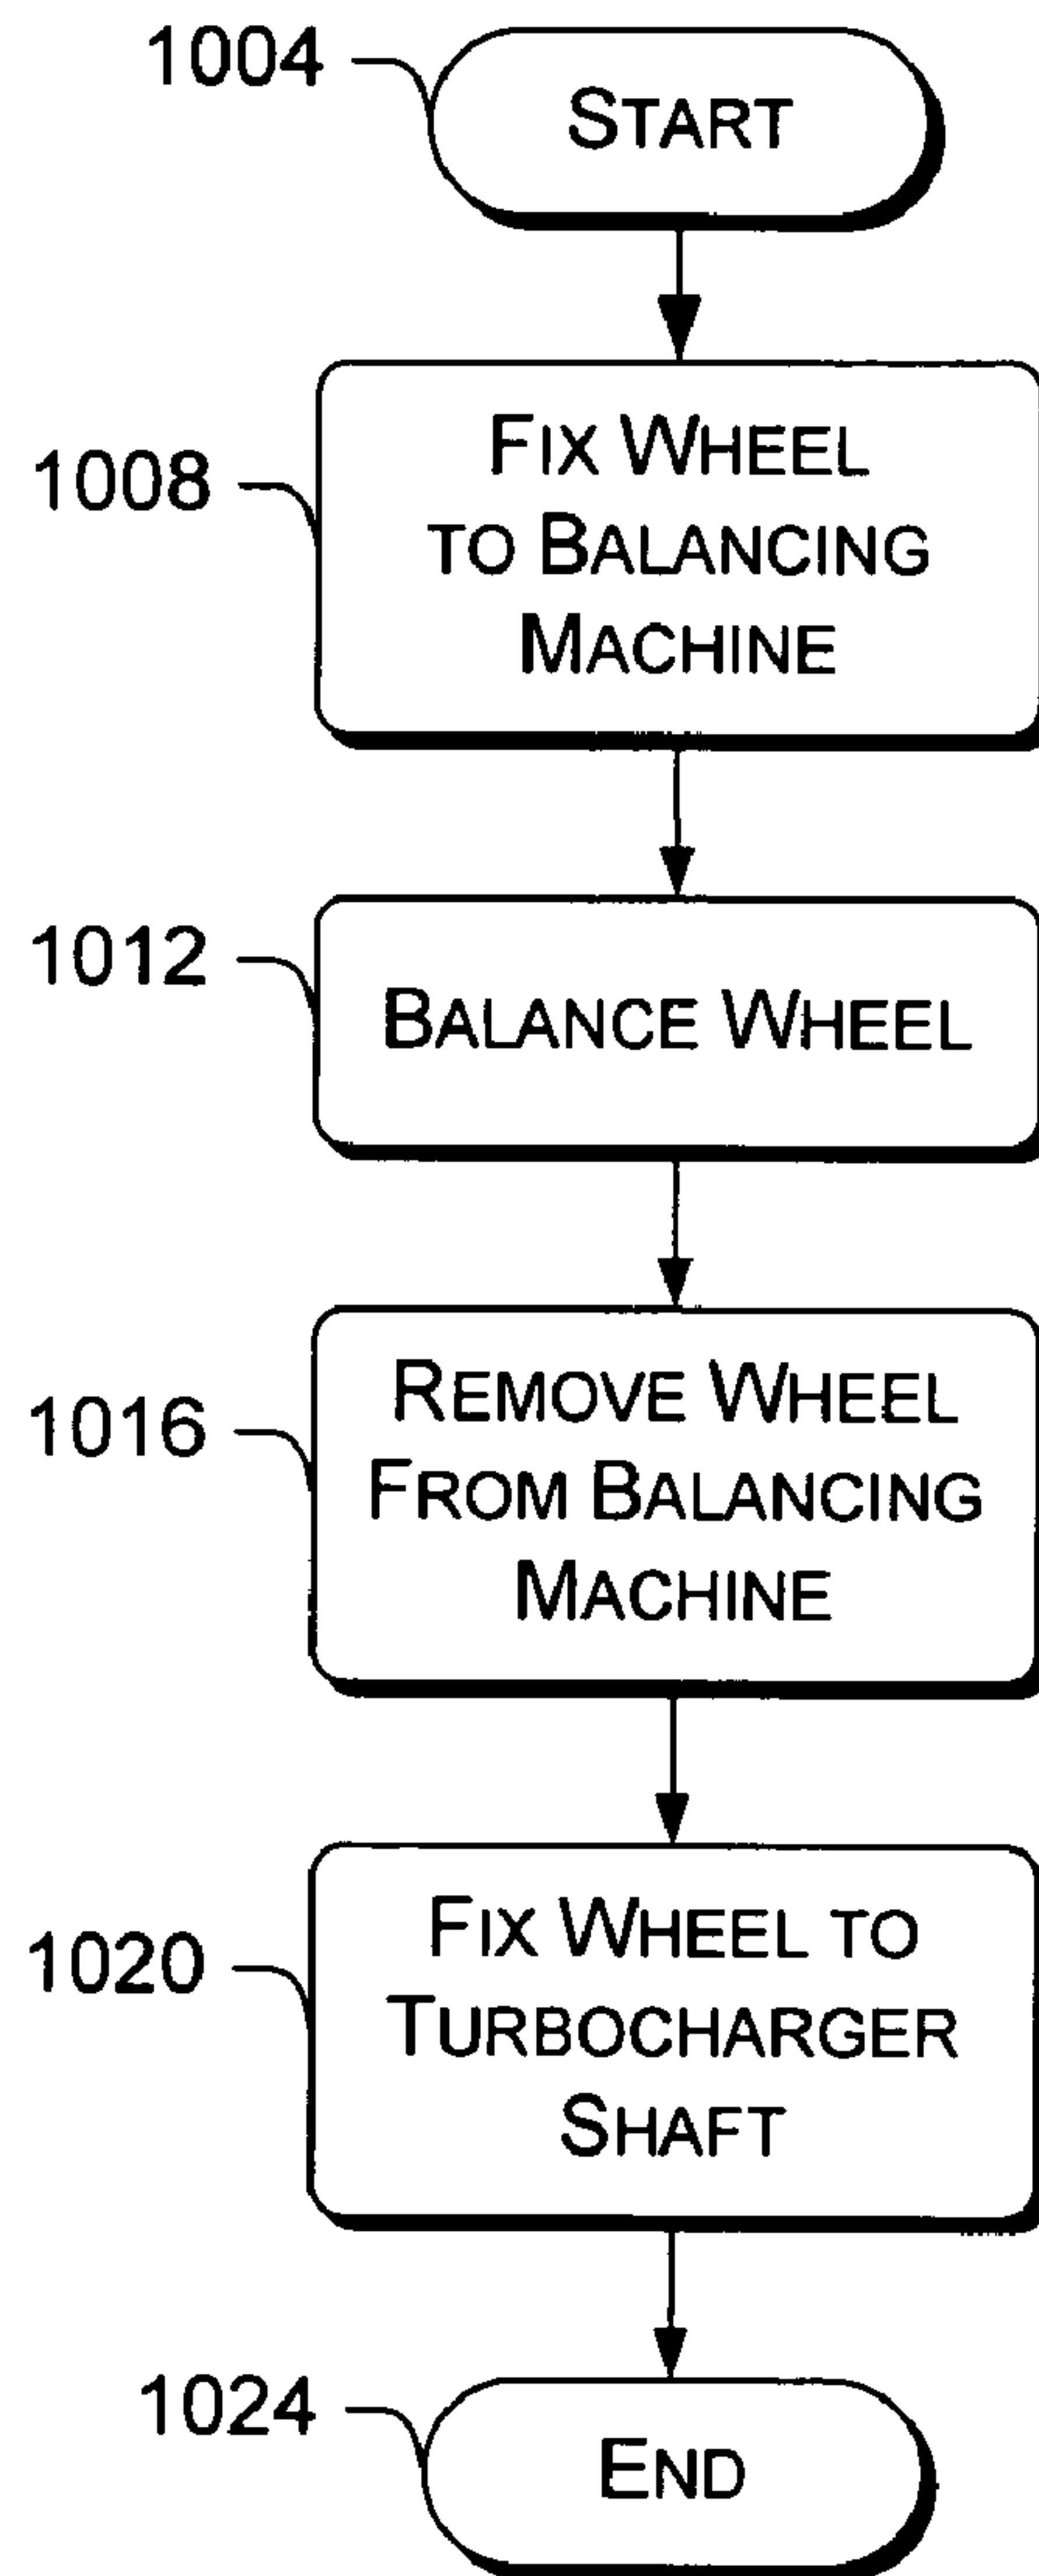 1004
START
1008
FIX WHEEL
TO BALANCING
MACHINE
1012
BALANCE WHEEL
1016
REMOVE WHEEL
FROM BALANCING
MACHINE
1020
FIX WHEEL TO
TURBOCHARGER
SHAFT
1024
END